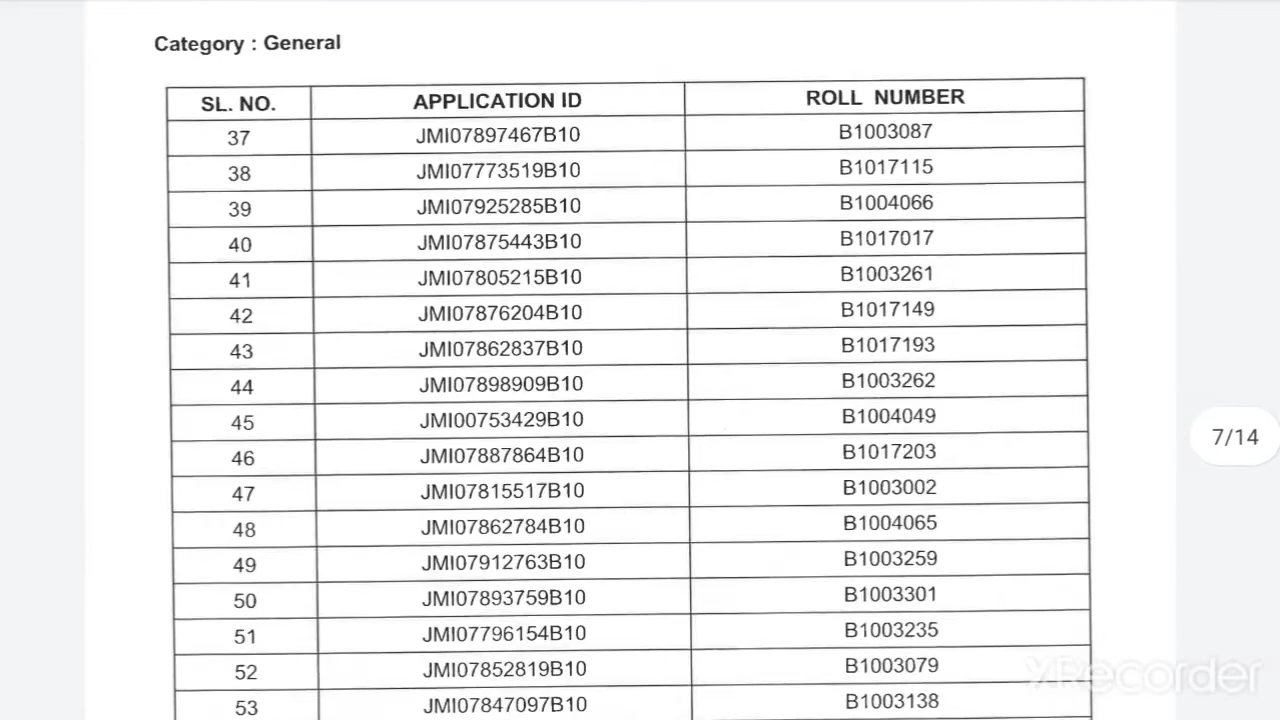 Category : General
SL. NO. APPLICATION ID ROLL NUMBER
37 JMI07897467B10 B1003087
38 JMI07773519B10 B1017115
39 JMI07925285B10 B1004066
40 JMI07875443B10 B1017017
41 JMI07805215B10 B1003261
42 JMI07876204B10 B1017149
43 JMI07862837B10 B1017193
44 JMI07898909B10 B1003262
45 JMI00753429B10 B1004049
46 JMI07887864B10 B1017203
47 JMI07815517B10 B1003002
48 JMI07862784B10 B1004065
49 JMI07912763B10 B1003259
50 JMI07893759B10 B1003301
51 JMI07796154B10 B1003235
52 JMI07852819B10 B1003079
53 JMI07847097B10 B1003138
7/14
XRecorder